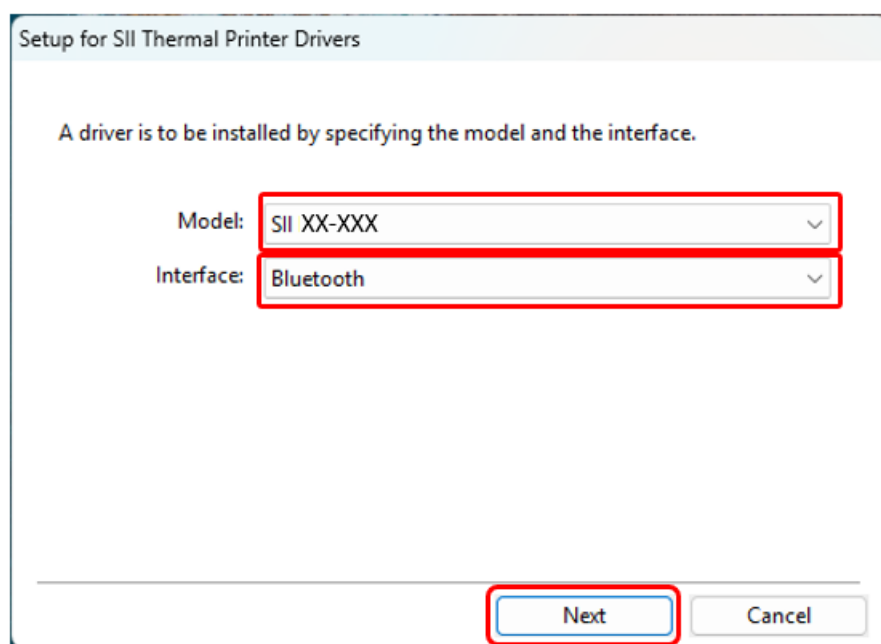 Setup for SII Thermal Printer Drivers
A driver is to be installed by specifying the model and the interface.
Model: SII XX-XXX
Interface: Bluetooth
Next Cancel